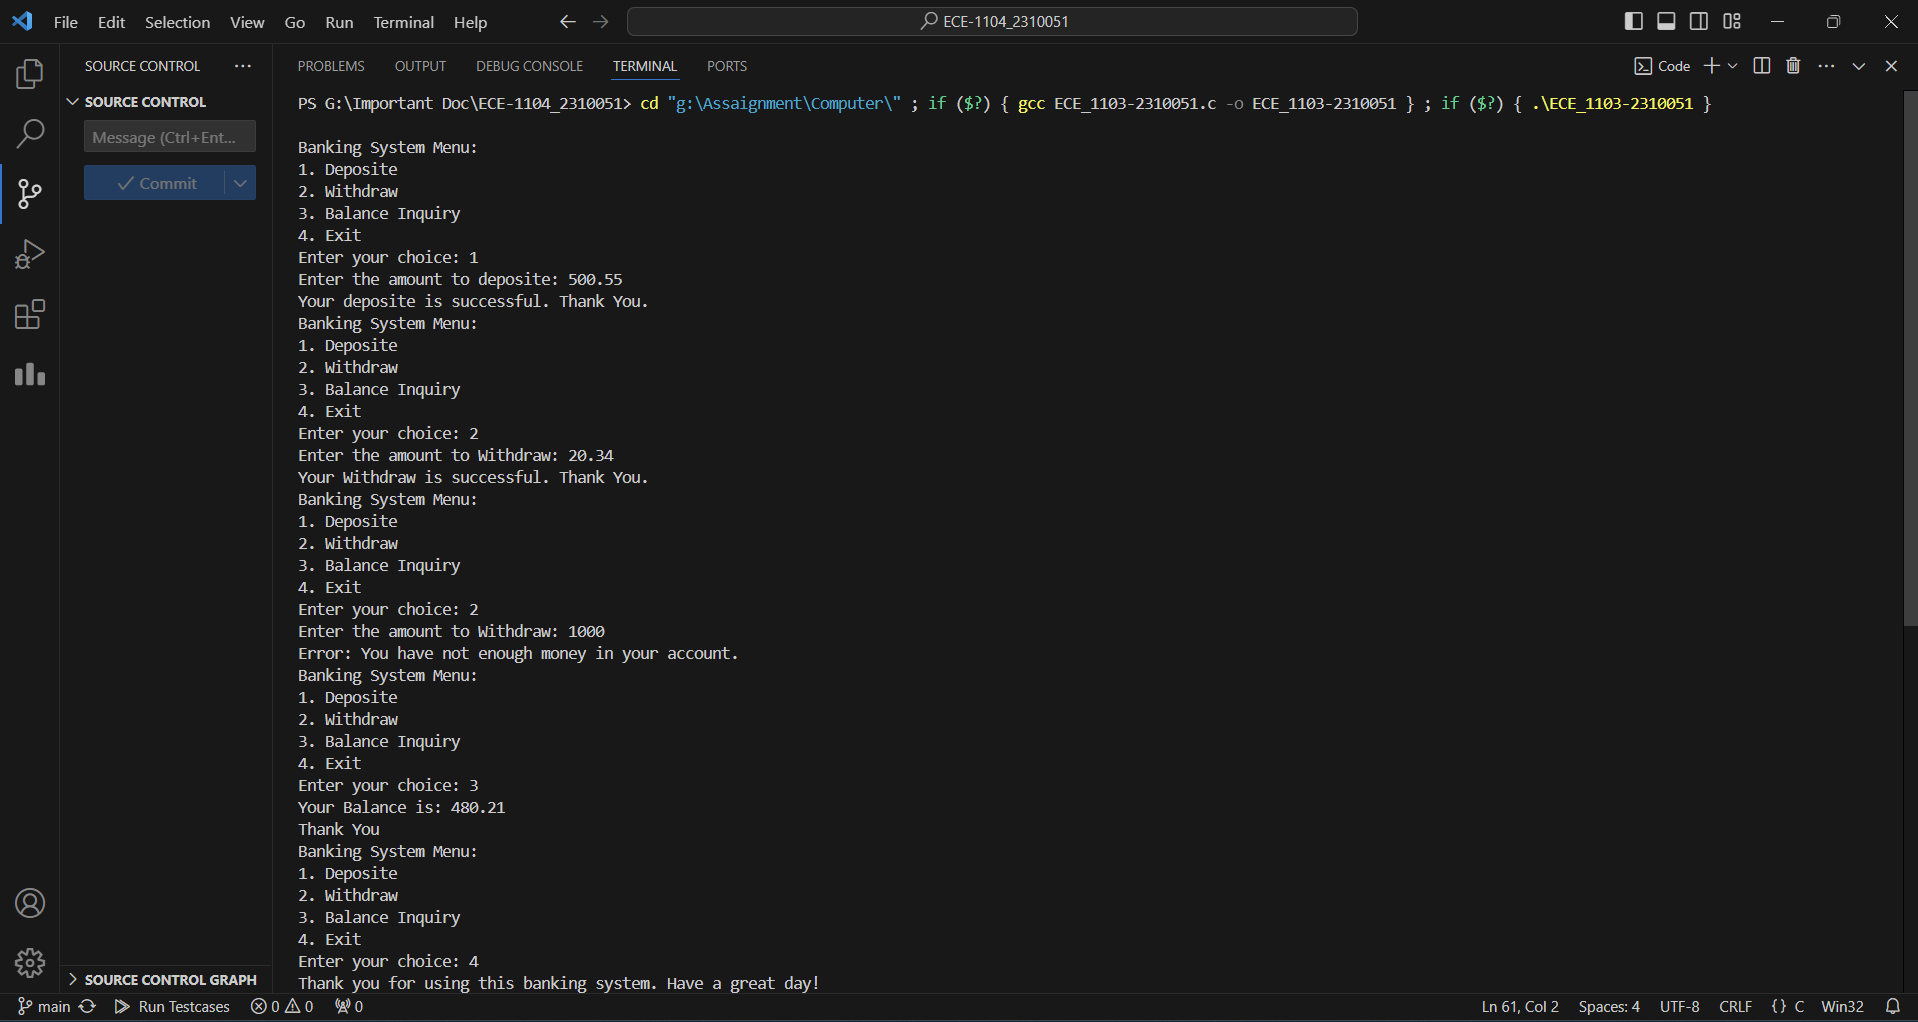 File Edit Selection View Go Run Terminal Help ECE-1104_2310051
SOURCE CONTROL PROBLEMS OUTPUT DEBUG CONSOLE TERMINAL PORTS Code
SOURCE CONTROL
Message (Ctrl+Ent...
Commit
PS G:\Important Doc\ECE-1104_2310051> cd "g:\Assaignment\Computer\" ; if ($?) { gcc ECE_1103-2310051.c -o ECE_1103-2310051 } ; if ($?) { .\ECE_1103-2310051 }
Banking System Menu:
1. Deposite
2. Withdraw
3. Balance Inquiry
4. Exit
Enter your choice: 1
Enter the amount to deposite: 500.55
Your deposite is successful. Thank You.
Banking System Menu:
1. Deposite
2. Withdraw
3. Balance Inquiry
4. Exit
Enter your choice: 2
Enter the amount to Withdraw: 20.34
Your Withdraw is successful. Thank You.
Banking System Menu:
1. Deposite
2. Withdraw
3. Balance Inquiry
4. Exit
Enter your choice: 2
Enter the amount to Withdraw: 1000
Error: You have not enough money in your account.
Banking System Menu:
1. Deposite
2. Withdraw
3. Balance Inquiry
4. Exit
Enter your choice: 3
Your Balance is: 480.21
Thank You
Banking System Menu:
1. Deposite
2. Withdraw
3. Balance Inquiry
4. Exit
Enter your choice: 4
Thank you for using this banking system. Have a great day!
SOURCE CONTROL GRAPH
main Run Testcases 0 0 0 Ln 61, Col 2 Spaces: 4 UTF-8 CRLF {} C Win32